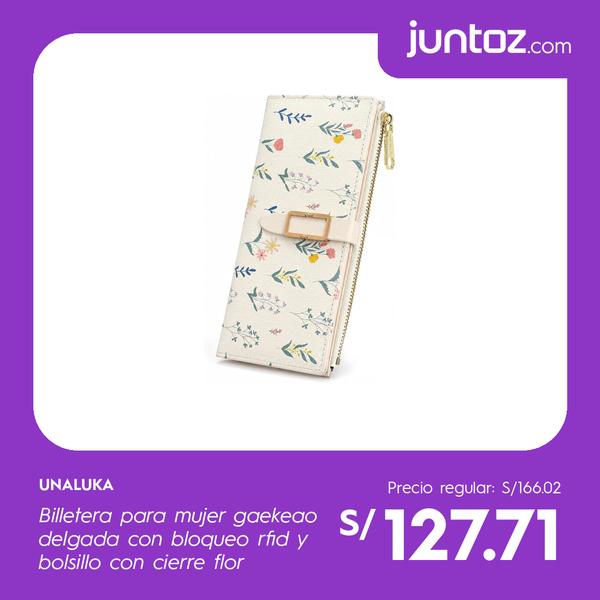 juntoz.com
UNALUKA
Billetera para mujer gaekeao
delgada con bloqueo rfid y
bolsillo con cierre flor
Precio regular: S/166.02
S/127.71